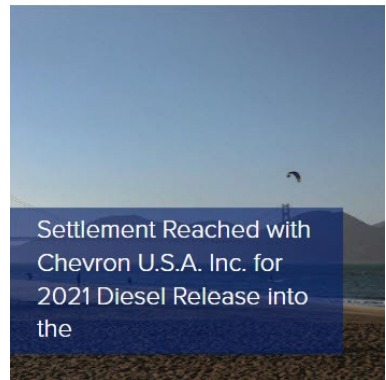 Settlement Reached with
Chevron U.S.A. Inc. for
2021 Diesel Release into
the